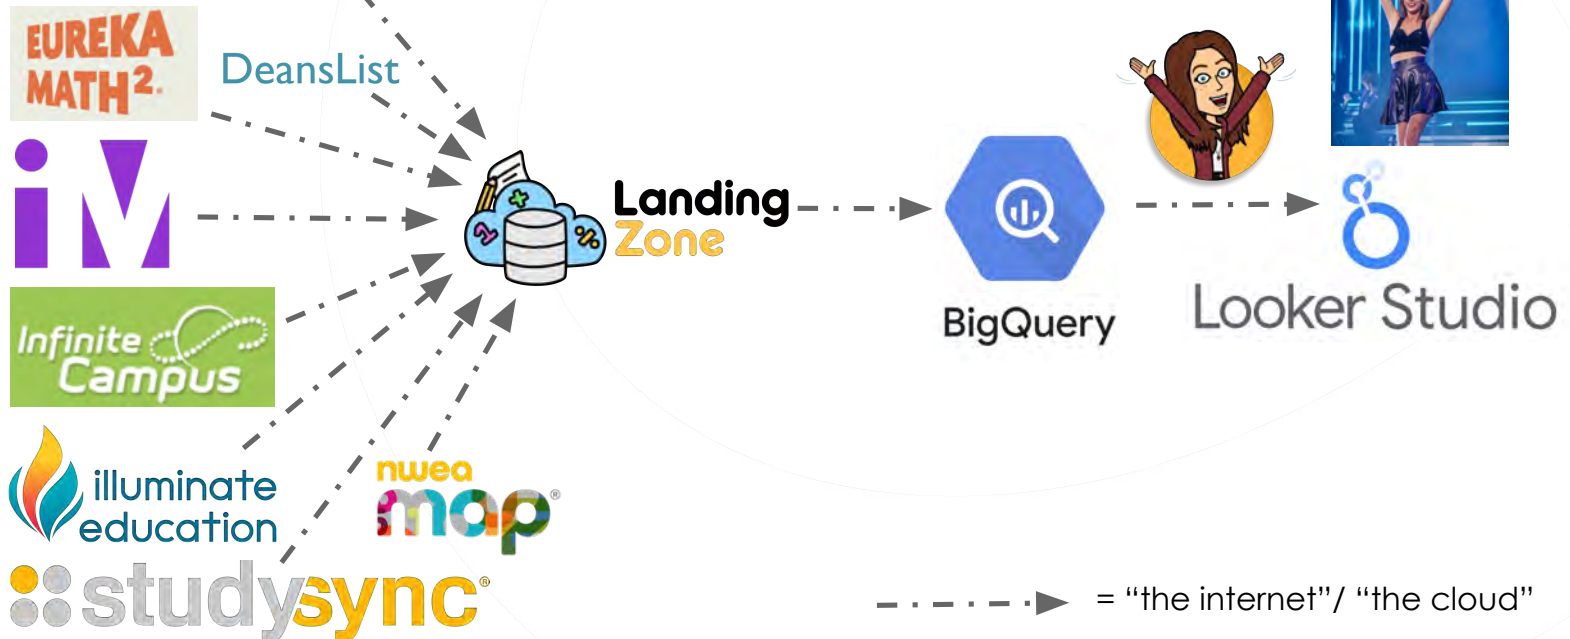 EUREKA
MATH².
DeansList
iM
Infinite
Campus
illuminate
education
nwea
map®
studysync®
Landing
Zone
BigQuery
Looker Studio
= “the internet”/ “the cloud”